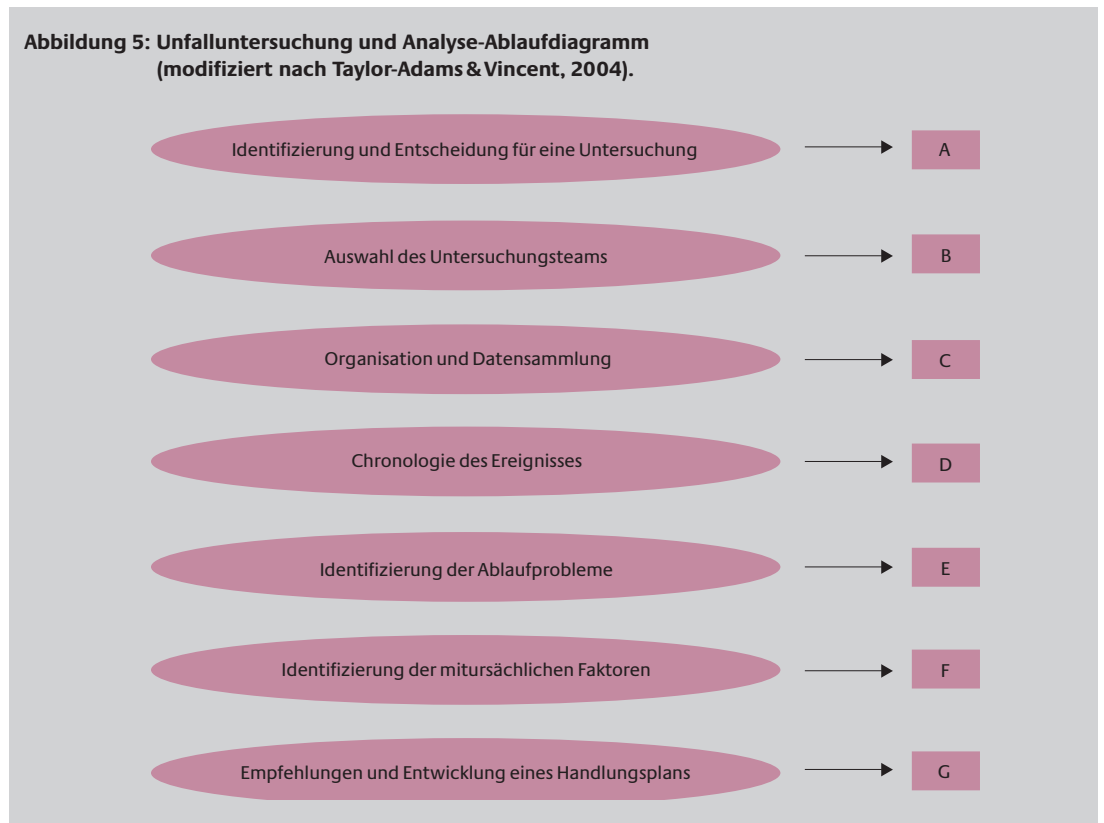 Abbildung 5: Unfalluntersuchung und Analyse-Ablaufdiagramm
(modifiziert nach Taylor-Adams & Vincent, 2004).
Identifizierung und Entscheidung für eine Untersuchung A
Auswahl des Untersuchungsteams B
Organisation und Datensammlung C
Chronologie des Ereignisses D
Identifizierung der Ablaufprobleme E
Identifizierung der mitursächlichen Faktoren F
Empfehlungen und Entwicklung eines Handlungsplans G